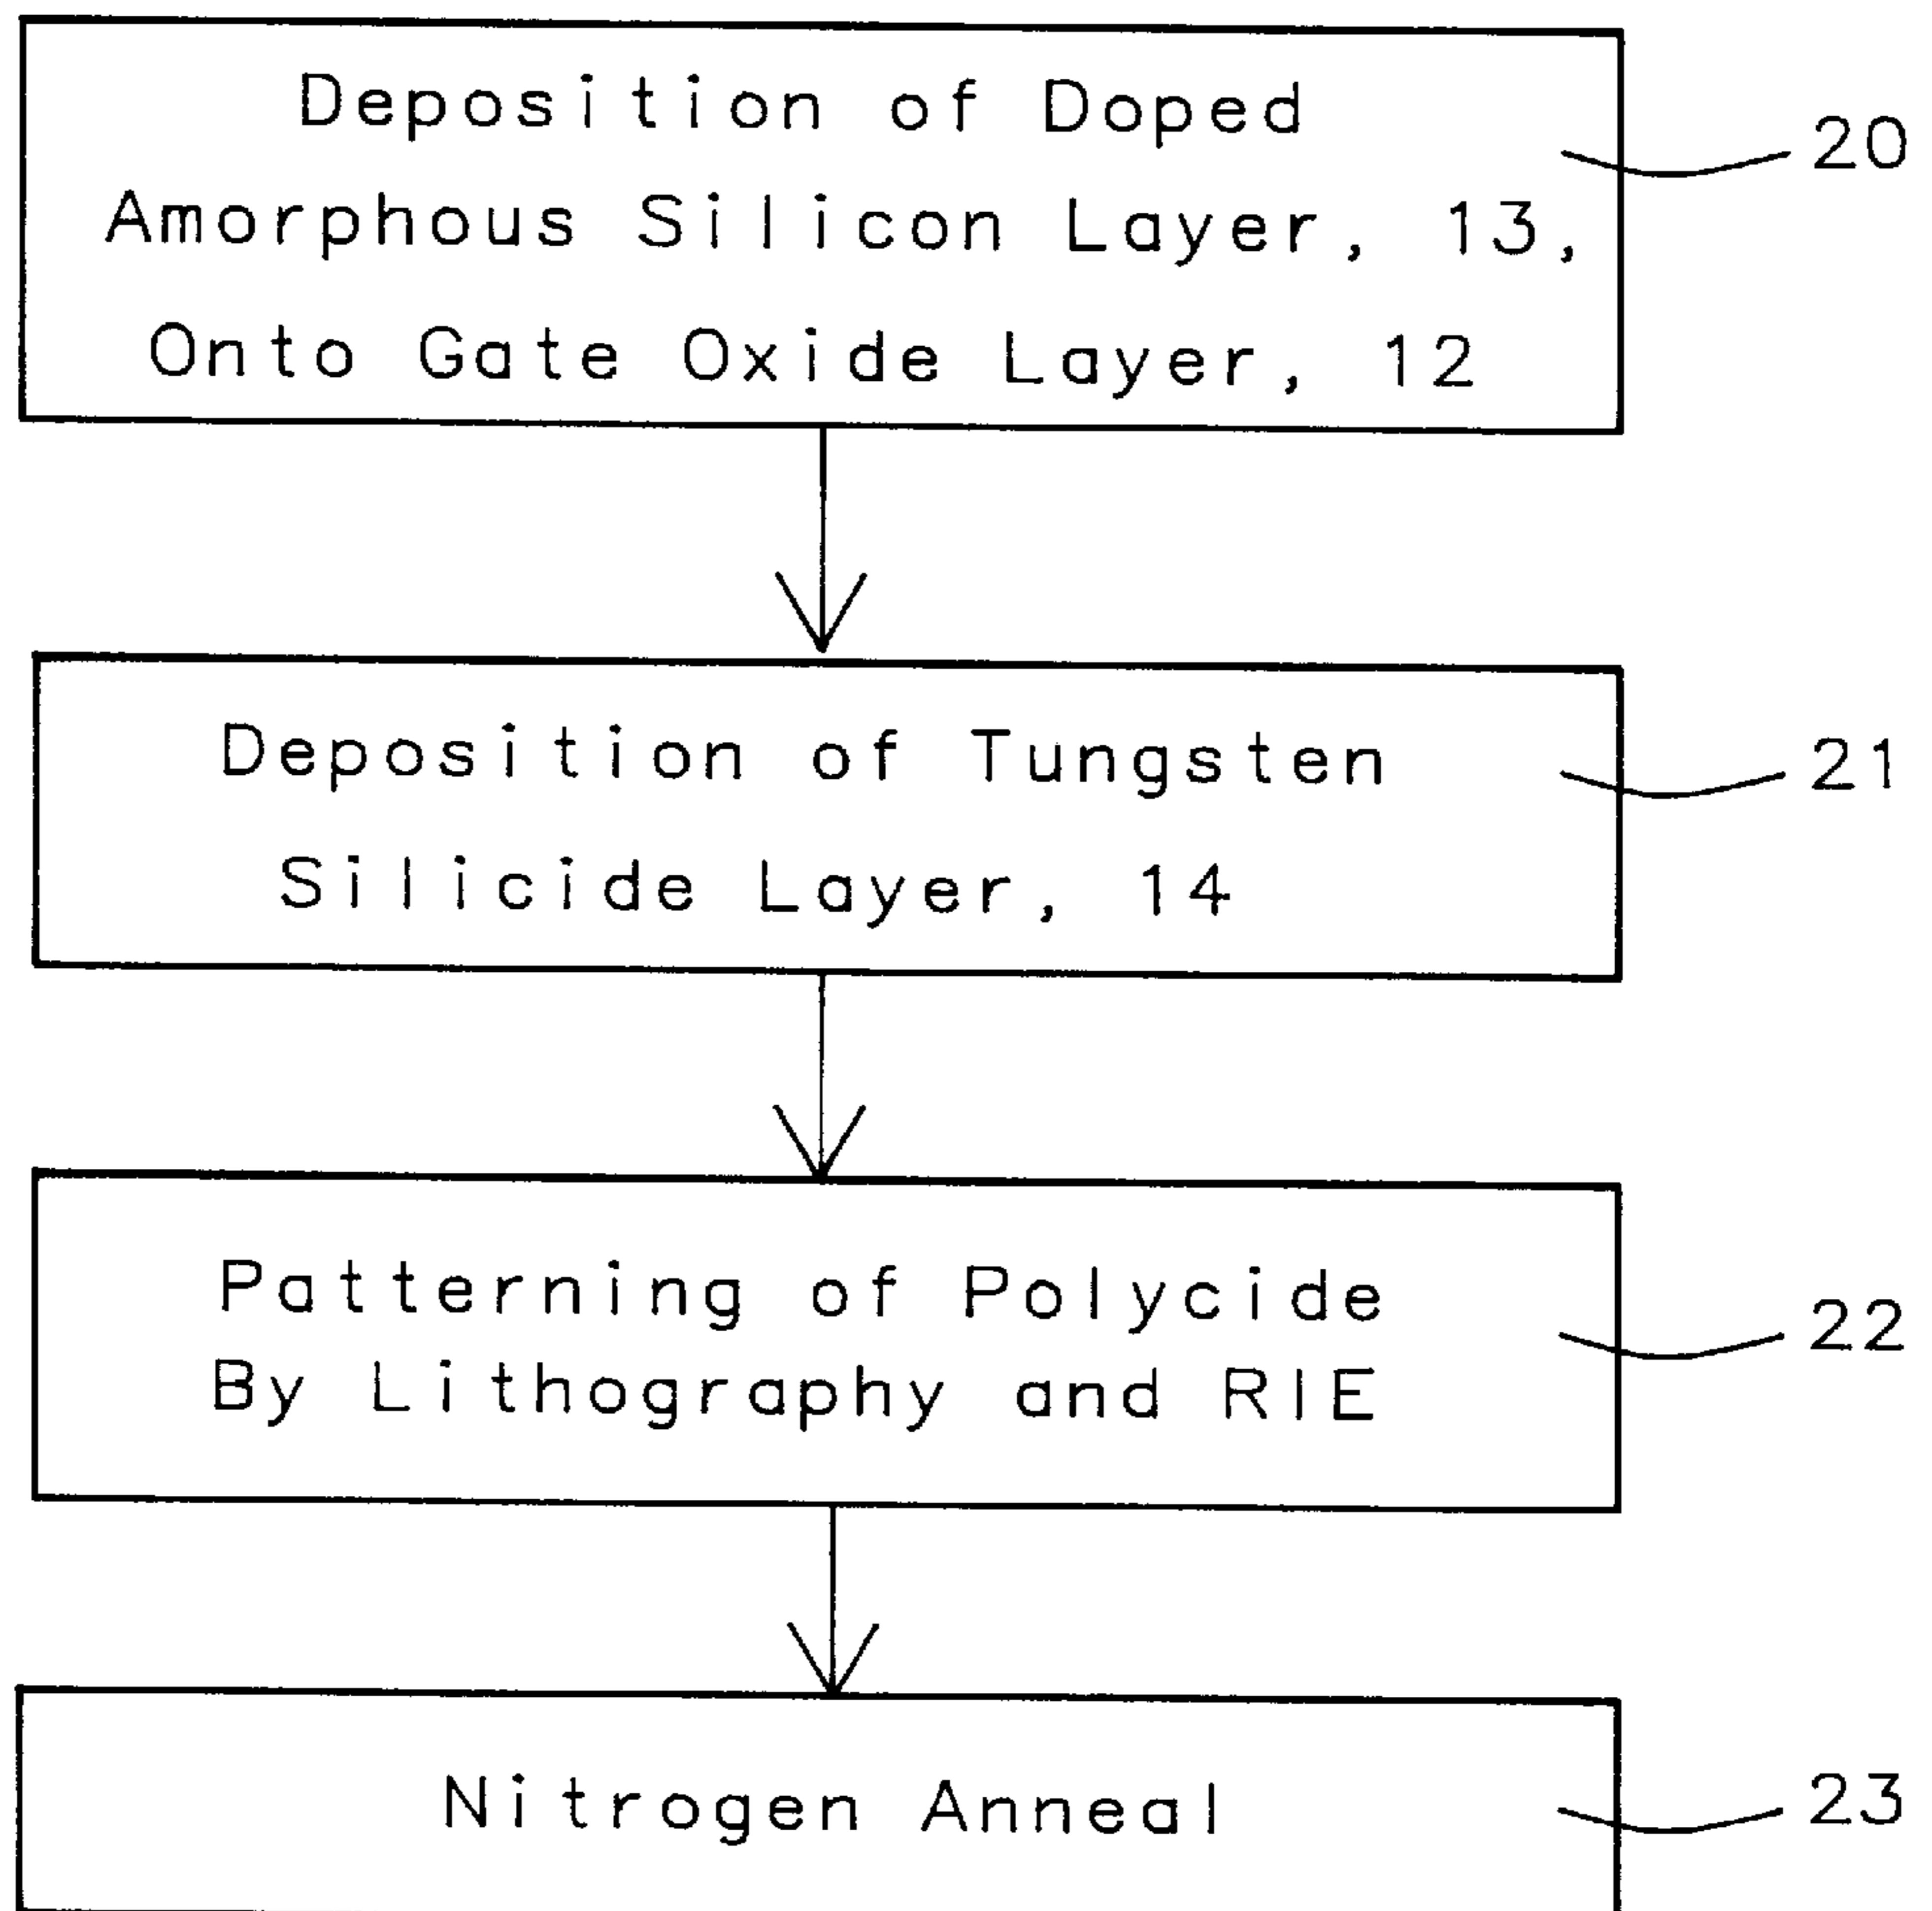 Deposition of Doped
20
Amorphous Silicon Layer, 13,
Onto Gate Oxide Layer, 12
Deposition of Tungsten
21
Silicide Layer, 14
Patterning of Polycide
22
By Lithography and RIE
Nitrogen Anneal
23